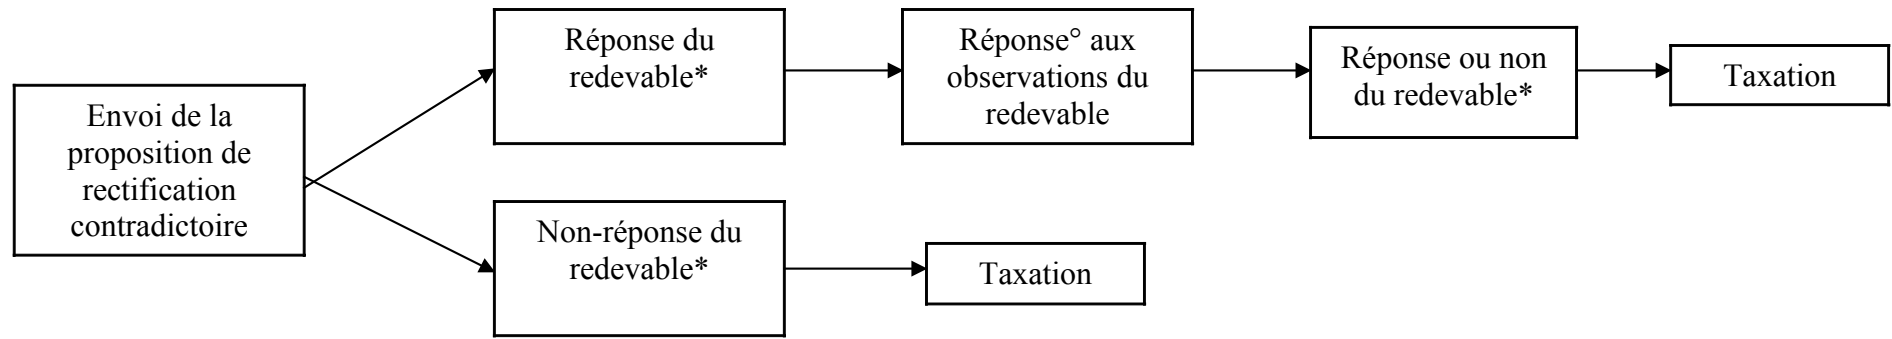 Envoi de la
proposition de
rectification
contradictoire
Réponse du
redevable*
Réponse° aux
observations du
redevable
Réponse ou non
du redevable*
Taxation
Non-réponse du
redevable*
Taxation